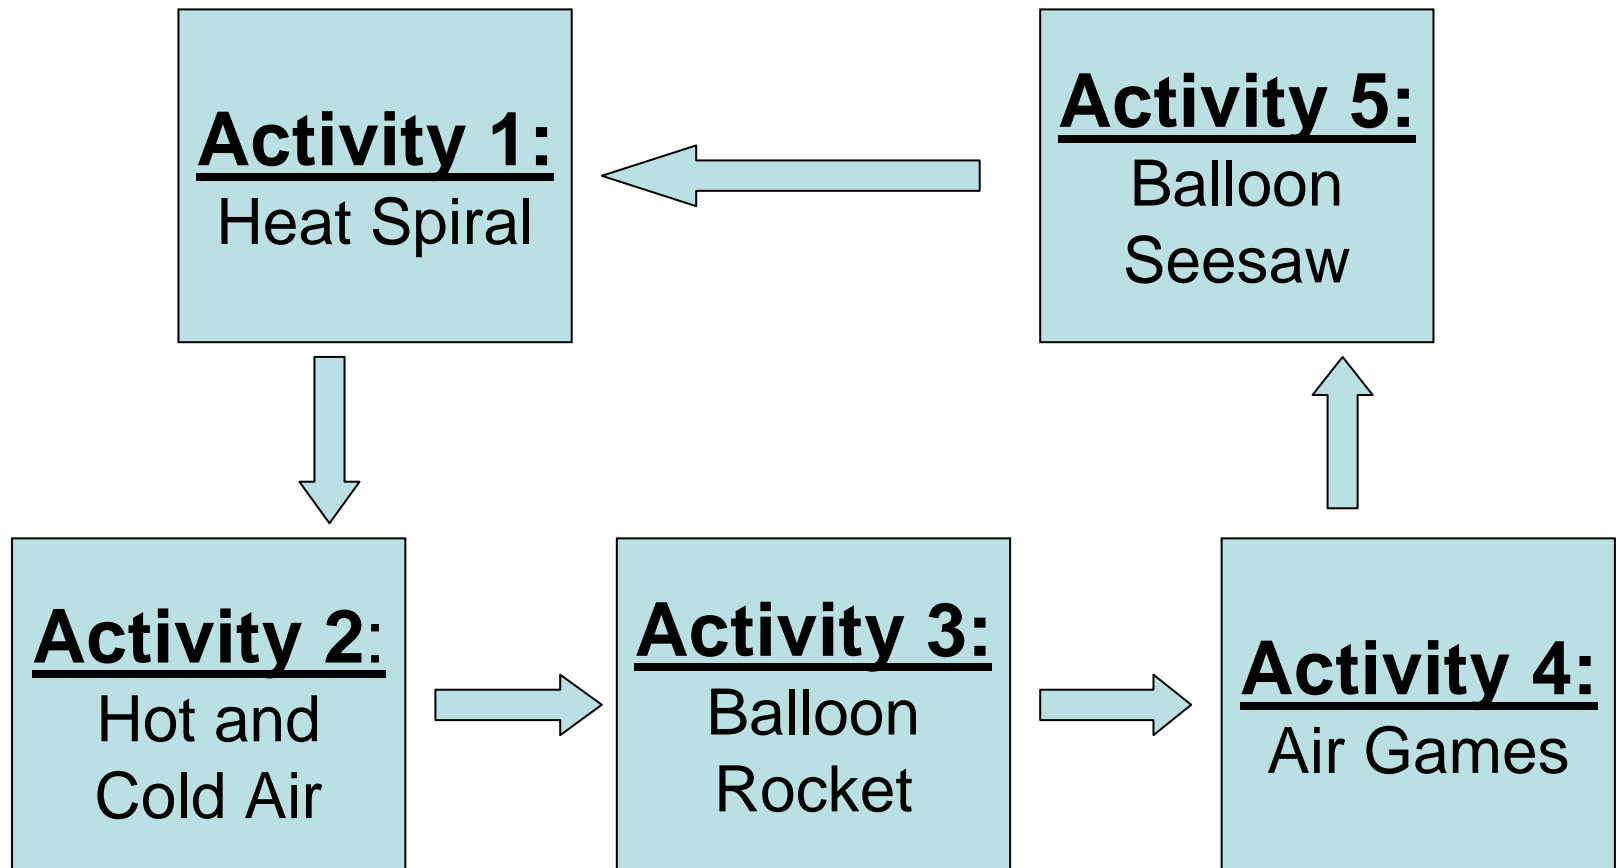 Activity 1:
Heat Spiral
Activity 5:
Balloon
Seesaw
Activity 2:
Hot and
Cold Air
Activity 3:
Balloon
Rocket
Activity 4:
Air Games